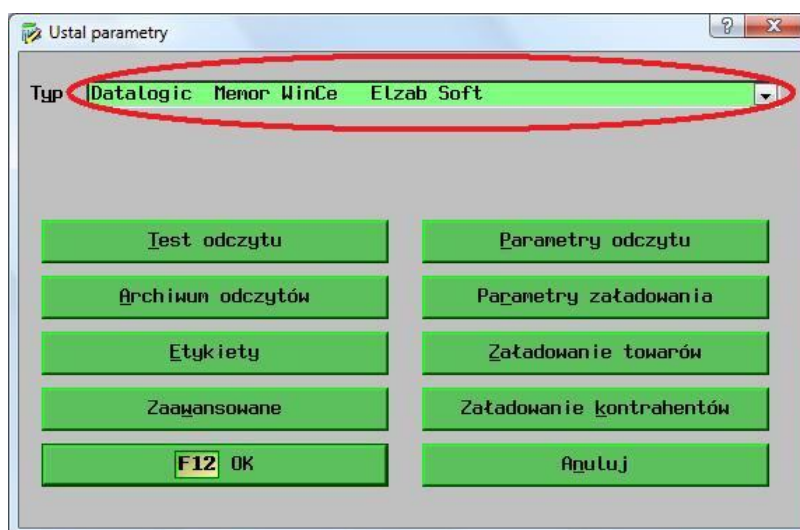 Ustal parametry
Typ Datalogic Memor WinCe Elzab Soft
Test odczytu
Parametry odczytu
Archiwum odczytów
Parametry załadowania
Etykiety
Załadowanie towarów
Zaawansowane
Załadowanie kontrahentów
F12 OK
Anuluj